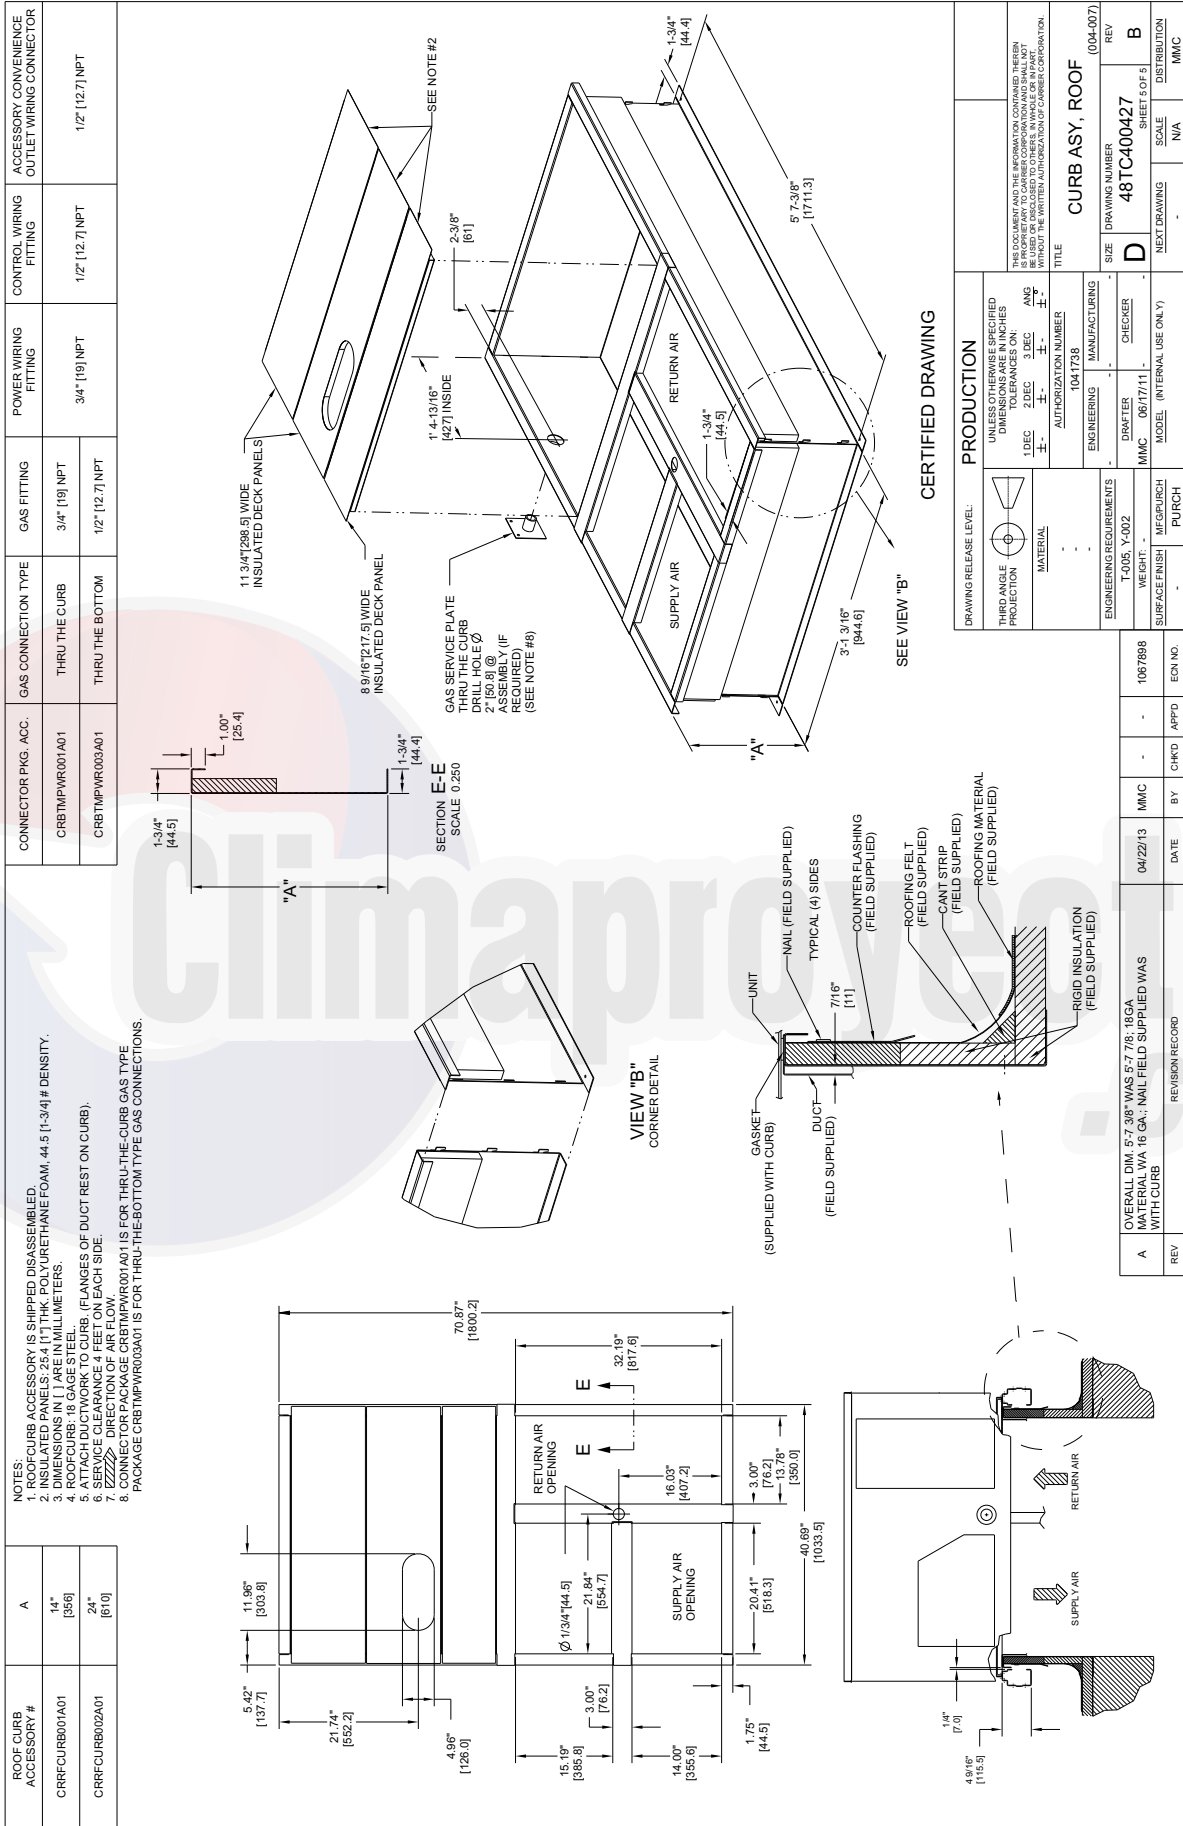 ROOF CURB
ACCESSORY #
A
CRRFCURB001A01
14"
[356]
CRRFCURB002A01
24"
[610]
NOTES:
1. ROOFCURB ACCESSORY IS SHIPPED DISASSEMBLED.
2. INSULATED PANELS: 25.4 [1"] THK. POLYURETHANE FOAM, 44.5 [1-3/4] # DENSITY.
3. DIMENSIONS IN [ ] ARE IN MILLIMETERS.
4. ROOFCURB: 18 GAGE STEEL.
5. ATTACH DUCTWORK TO CURB. (FLANGES OF DUCT REST ON CURB).
6. SERVICE CLEARANCE 4 FEET ON EACH SIDE.
7. DIRECTION OF AIR FLOW.
8. CONNECTOR PACKAGE CRBTMPWR001A01 IS FOR THRU-THE-CURB GAS TYPE
PACKAGE CRBTMPWR003A01 IS FOR THRU-THE-BOTTOM TYPE GAS CONNECTIONS.
CONNECTOR PKG. ACC.
GAS CONNECTION TYPE
GAS FITTING
POWER WIRING
FITTING
CONTROL WIRING
FITTING
ACCESSORY CONVENIENCE
OUTLET WIRING CONNECTOR
CRBTMPWR001A01
THRU THE CURB
3/4" [19] NPT
3/4" [19] NPT
1/2" [12.7] NPT
1/2" [12.7] NPT
CRBTMPWR003A01
THRU THE BOTTOM
1/2" [12.7] NPT
5.42"
[137.7]
11.96"
[303.8]
21.74"
[552.2]
4.96"
[126.0]
70.87"
[1800.2]
Ø1/3/4"[44.5]
21.84"
[554.7]
RETURN AIR
OPENING
E
E
32.19"
[817.6]
15.19"
[385.8]
3.00"
[76.2]
16.03"
[407.2]
14.00"
[355.6]
SUPPLY AIR
OPENING
3.00"
[76.2]
13.78"
[350.0]
1.75"
[44.5]
20.41"
[518.3]
40.69"
[1033.5]
1/4"
[7.0]
4 9/16"
[115.5]
SUPPLY AIR
RETURN AIR
VIEW "B"
CORNER DETAIL
GASKET
(SUPPLIED WITH CURB)
UNIT
NAIL (FIELD SUPPLIED)
TYPICAL (4) SIDES
DUCT
(FIELD SUPPLIED)
7/16"
[11]
COUNTER FLASHING
(FIELD SUPPLIED)
ROOFING FELT
(FIELD SUPPLIED)
CANT STRIP
(FIELD SUPPLIED)
ROOFING MATERIAL
(FIELD SUPPLIED)
RIGID INSULATION
(FIELD SUPPLIED)
1-3/4"
[44.5]
1.00"
[25.4]
"A"
1-3/4"
[44.4]
SECTION E-E
SCALE 0.250
11 3/4"[298.5] WIDE
INSULATED DECK PANELS
8 9/16"[217.5] WIDE
INSULATED DECK PANEL
SEE NOTE #2
GAS SERVICE PLATE
THRU THE CURB
DRILL HOLE Ø
2" [50.8] @
ASSEMBLY (IF
REQUIRED)
(SEE NOTE #8)
1' 4-13/16"
[427] INSIDE
2-3/8"
[61]
1-3/4"
[44.4]
SUPPLY AIR
RETURN AIR
1-3/4"
[44.5]
"A"
3'-1 3/16"
[944.6]
5' 7-3/8"
[1711.3]
SEE VIEW "B"
CERTIFIED DRAWING
A
OVERALL DIM. 5'-7 3/8" WAS 5'-7 7/8; 18GA
MATERIAL WA 16 GA.; NAIL FIELD SUPPLIED WAS
WITH CURB
04/22/13
MMC
-
-
1067898
REV
REVISION RECORD
DATE
BY
CHK'D
APP'D
ECN NO.
DRAWING RELEASE LEVEL:
PRODUCTION
THIRD ANGLE
PROJECTION
UNLESS OTHERWISE SPECIFIED
DIMENSIONS ARE IN INCHES
TOLERANCES ON:
1 DEC
2 DEC
3 DEC
ANG
± -
± -
± -
± -°
MATERIAL
-
-
-
AUTHORIZATION NUMBER
1041738
ENGINEERING
MANUFACTURING
-
-
-
ENGINEERING REQUIREMENTS
T-005, Y-002
DRAFTER
MMC 06/17/11
CHECKER
-
-
WEIGHT: -
SURFACE FINISH
-
MFG/PURCH
PURCH
MODEL (INTERNAL USE ONLY)
THIS DOCUMENT AND THE INFORMATION CONTAINED THEREIN
IS PROPRIETARY TO CARRIER CORPORATION AND SHALL NOT
BE USED OR DISCLOSED TO OTHERS, IN WHOLE OR IN PART,
WITHOUT THE WRITTEN AUTHORIZATION OF CARRIER CORPORATION.
TITLE
CURB ASY, ROOF
(004-007)
SIZE
D
DRAWING NUMBER
48TC400427
REV
B
SHEET 5 OF 5
NEXT DRAWING
-
SCALE
N/A
DISTRIBUTION
MMC
Climaproyect
.c